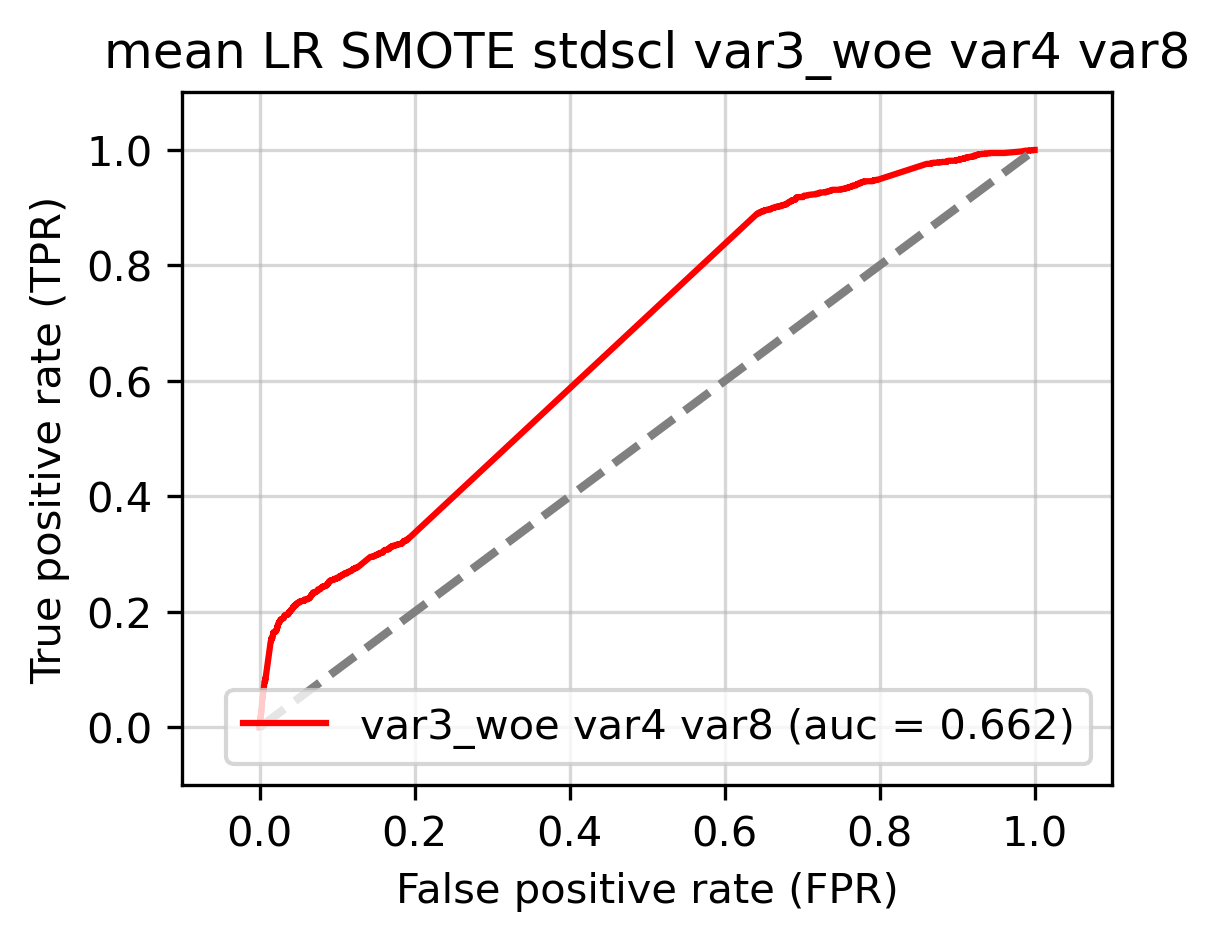 mean LR SMOTE stdscl var3_woe var4 var8
True positive rate (TPR)
1.0
0.8
0.6
0.4
0.2
0.0
var3_woe var4 var8 (auc = 0.662)
0.0 0.2 0.4 0.6 0.8 1.0
False positive rate (FPR)